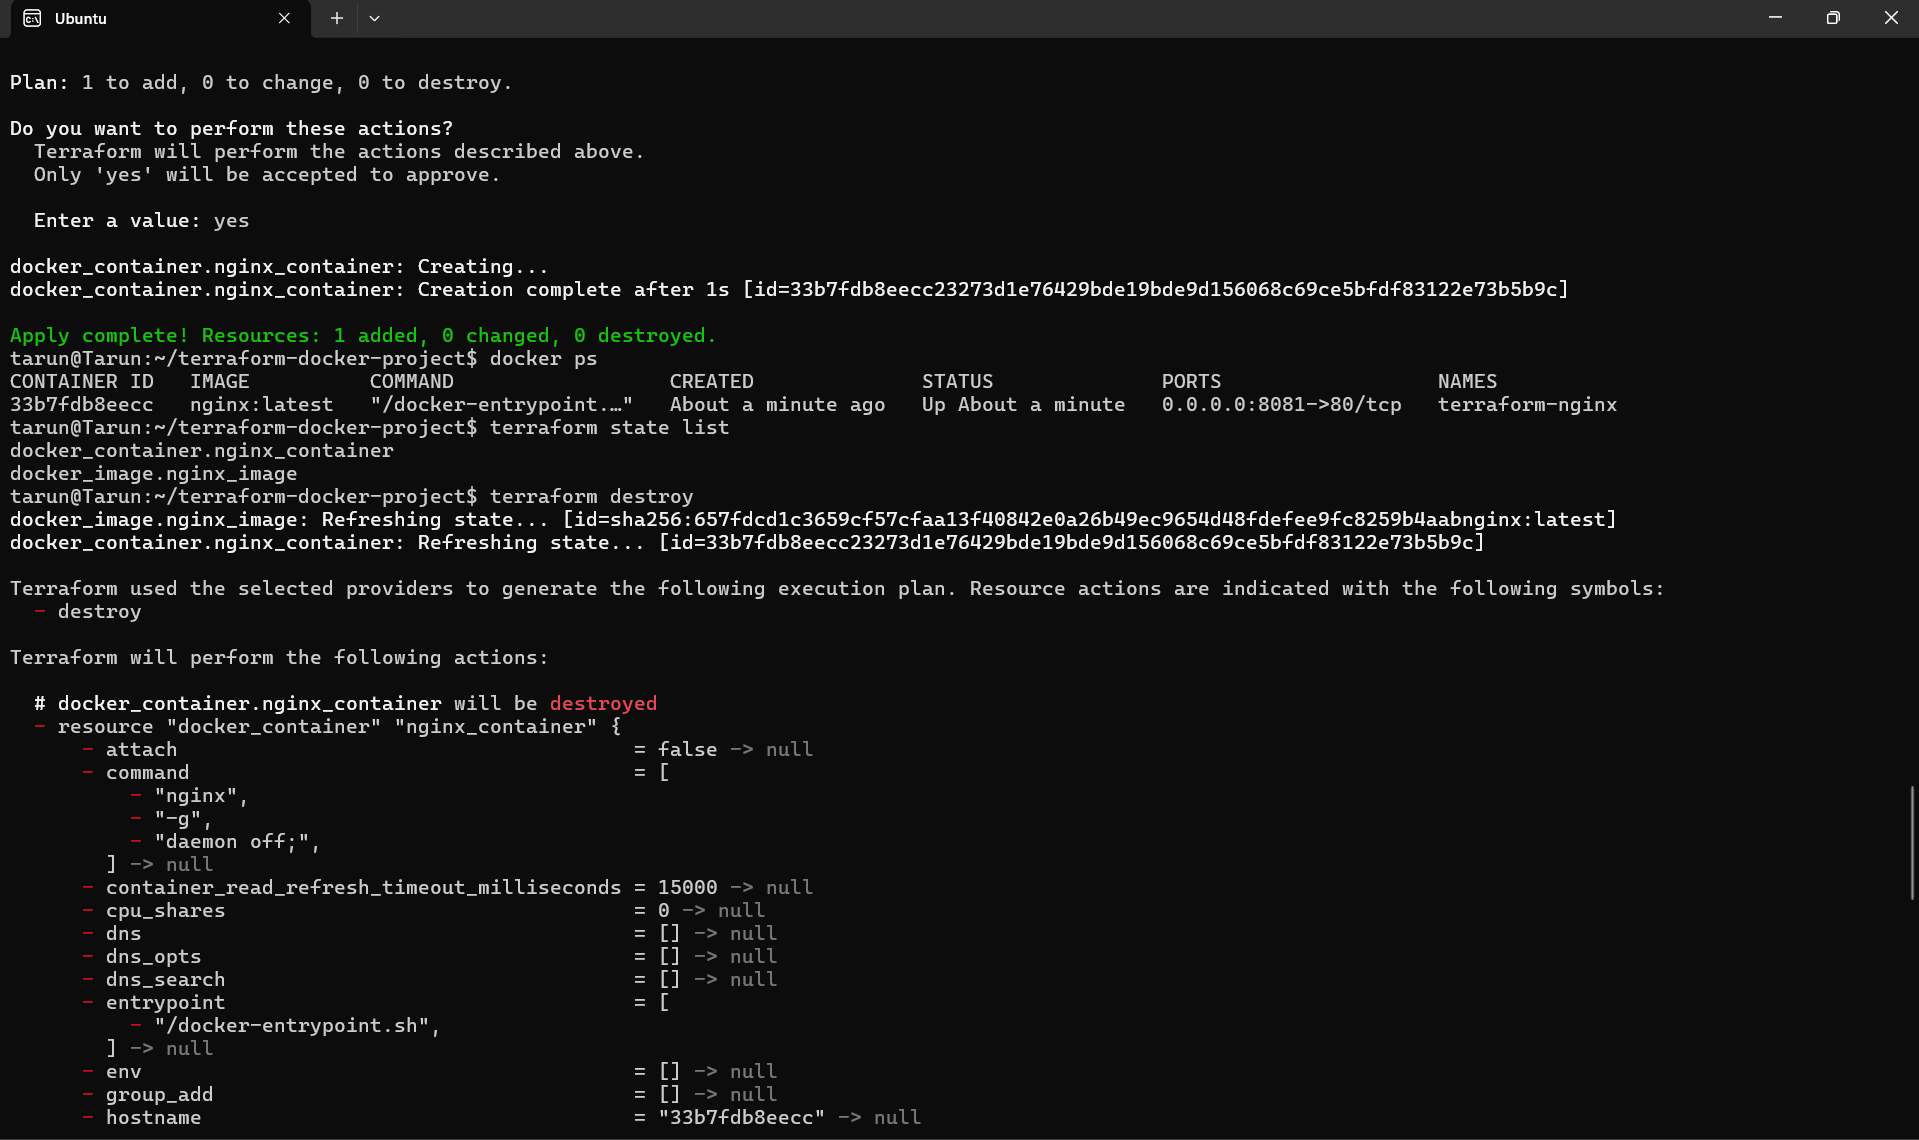 Ubuntu
Plan: 1 to add, 0 to change, 0 to destroy.
Do you want to perform these actions?
  Terraform will perform the actions described above.
  Only 'yes' will be accepted to approve.
  Enter a value: yes
docker_container.nginx_container: Creating...
docker_container.nginx_container: Creation complete after 1s [id=33b7fdb8eecc23273d1e76429bde19bde9d156068c69ce5bfdf83122e73b5b9c]
Apply complete! Resources: 1 added, 0 changed, 0 destroyed.
tarun@Tarun:~/terraform-docker-project$ docker ps
CONTAINER ID   IMAGE          COMMAND                  CREATED              STATUS              PORTS                  NAMES
33b7fdb8eecc   nginx:latest   "/docker-entrypoint.…"   About a minute ago   Up About a minute   0.0.0.0:8081->80/tcp   terraform-nginx
tarun@Tarun:~/terraform-docker-project$ terraform state list
docker_container.nginx_container
docker_image.nginx_image
tarun@Tarun:~/terraform-docker-project$ terraform destroy
docker_image.nginx_image: Refreshing state... [id=sha256:657fdcd1c3659cf57cfaa13f40842e0a26b49ec9654d48fdefee9fc8259b4aabnginx:latest]
docker_container.nginx_container: Refreshing state... [id=33b7fdb8eecc23273d1e76429bde19bde9d156068c69ce5bfdf83122e73b5b9c]
Terraform used the selected providers to generate the following execution plan. Resource actions are indicated with the following symbols:
  - destroy
Terraform will perform the following actions:
  # docker_container.nginx_container will be destroyed
  - resource "docker_container" "nginx_container" {
      - attach                                      = false -> null
      - command                                     = [
          - "nginx",
          - "-g",
          - "daemon off;",
        ] -> null
      - container_read_refresh_timeout_milliseconds = 15000 -> null
      - cpu_shares                                  = 0 -> null
      - dns                                         = [] -> null
      - dns_opts                                    = [] -> null
      - dns_search                                  = [] -> null
      - entrypoint                                  = [
          - "/docker-entrypoint.sh",
        ] -> null
      - env                                         = [] -> null
      - group_add                                   = [] -> null
      - hostname                                    = "33b7fdb8eecc" -> null